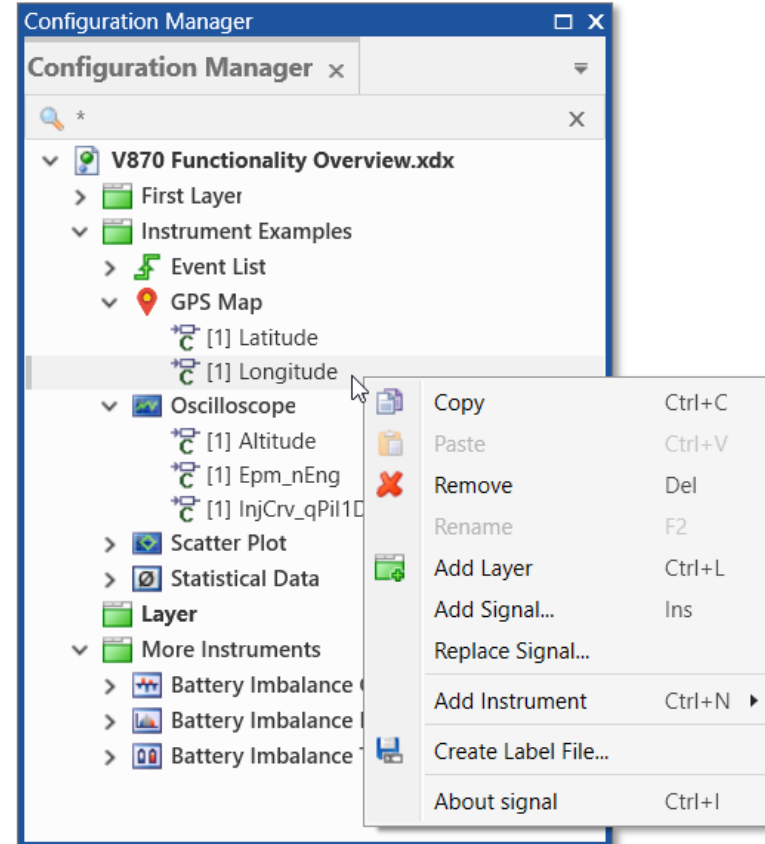 Configuration Manager
Configuration Manager
*
V870 Functionality Overview.xdx
First Layer
Instrument Examples
Event List
GPS Map
[1] Latitude
[1] Longitude
Oscilloscope
[1] Altitude
[1] Epm_nEng
[1] InjCrv_qPiI1D
Scatter Plot
Statistical Data
Layer
More Instruments
Battery Imbalance
Battery Imbalance
Battery Imbalance
Copy Ctrl+C
Paste Ctrl+V
Remove Del
Rename F2
Add Layer Ctrl+L
Add Signal... Ins
Replace Signal...
Add Instrument Ctrl+N
Create Label File...
About signal Ctrl+I